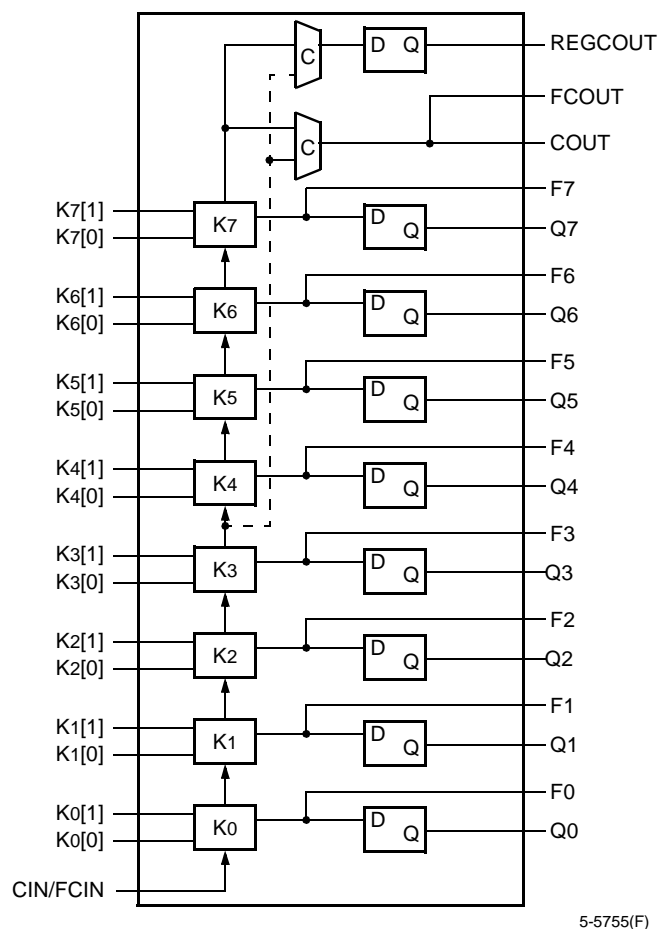 REGCOUT
D Q
C
FCOUT
COUT
C
F7
K7[1]
K7[0]
K7
D
Q
Q7
F6
K6[1]
K6[0]
K6
D
Q
Q6
F5
K5[1]
K5[0]
K5
D
Q
Q5
F4
K4[1]
K4[0]
K4
D
Q
Q4
F3
K3[1]
K3[0]
K3
D
Q
Q3
F2
K2[1]
K2[0]
K2
D
Q
Q2
F1
K1[1]
K1[0]
K1
D
Q
Q1
F0
K0[1]
K0[0]
K0
D
Q
Q0
CIN/FCIN
5-5755(F)